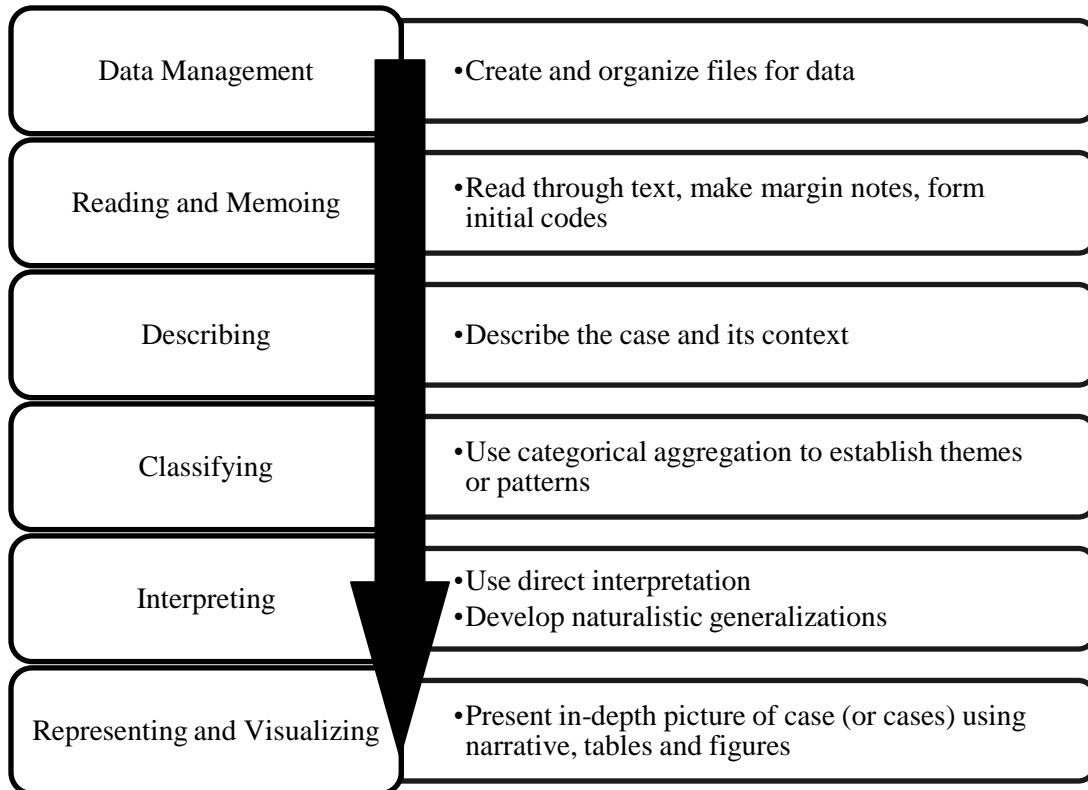 Data Management
•Create and organize files for data
Reading and Memoing
•Read through text, make margin notes, form
initial codes
Describing
•Describe the case and its context
Classifying
•Use categorical aggregation to establish themes
or patterns
Interpreting
•Use direct interpretation
•Develop naturalistic generalizations
Representing and Visualizing
•Present in-depth picture of case (or cases) using
narrative, tables and figures